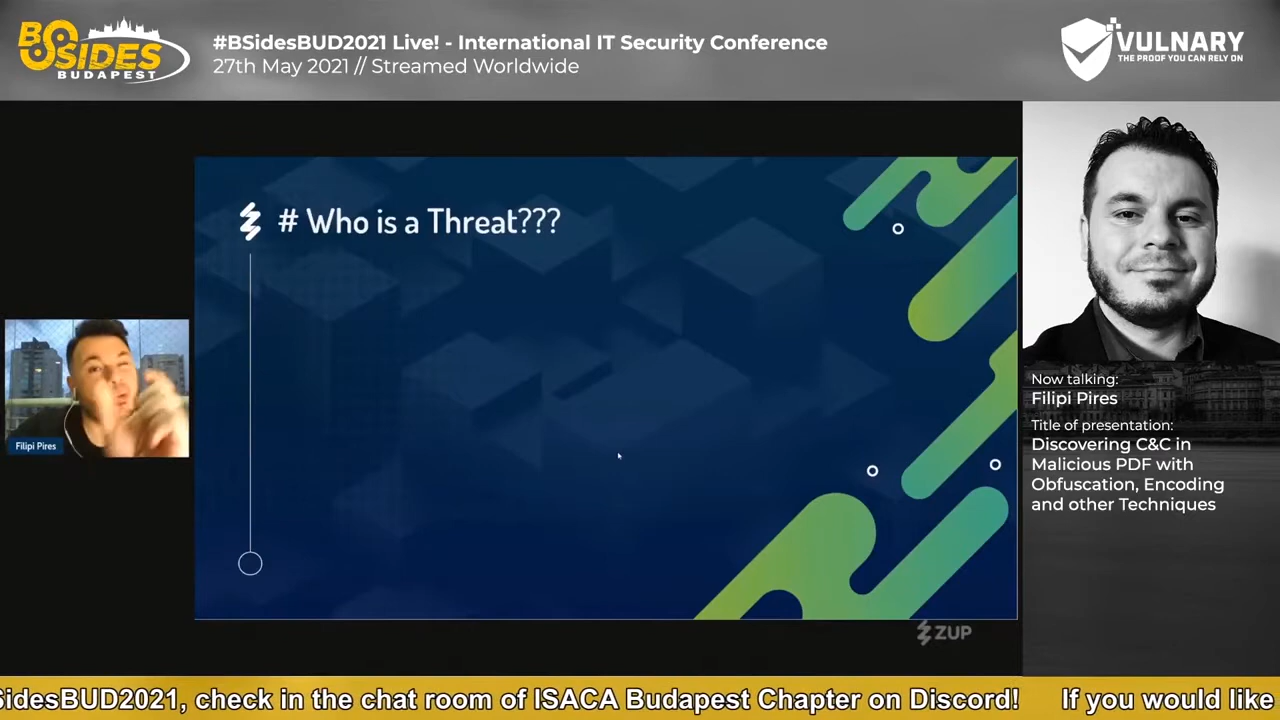 BSIDES
BUDAPEST
#BSidesBUD2021 Live! - International IT Security Conference
27th May 2021 // Streamed Worldwide
VULNARY
THE PROOF YOU CAN RELY ON
# Who is a Threat???
Filipi Pires
ZUP
Now talking:
Filipi Pires
Title of presentation:
Discovering C&C in
Malicious PDF with
Obfuscation, Encoding
and other Techniques
SidesBUD2021, check in the chat room of ISACA Budapest Chapter on Discord! If you would like